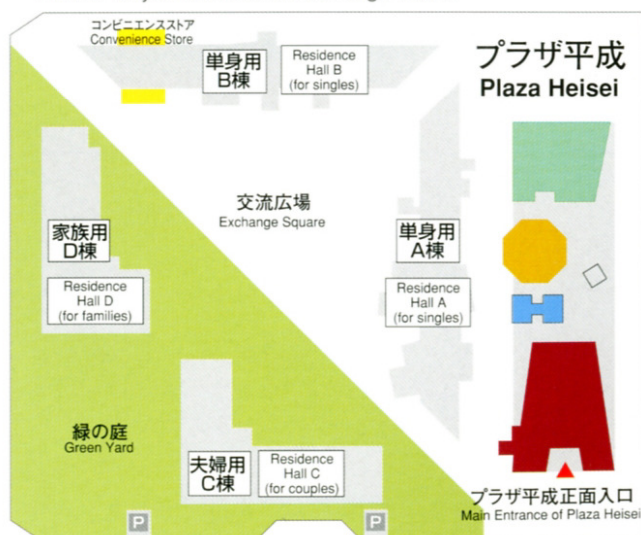 コンビニエンスストア
Convenience Store
単身用
B棟
Residence
Hall B
(for singles)
プラザ平成
Plaza Heisei
交流広場
Exchange Square
家族用
D棟
Residence
Hall D
(for families)
単身用
A棟
Residence
Hall A
(for singles)
緑の庭
Green Yard
夫婦用
C棟
Residence
Hall C
(for couples)
プラザ平成正面入口
Main Entrance of Plaza Heisei
P
P